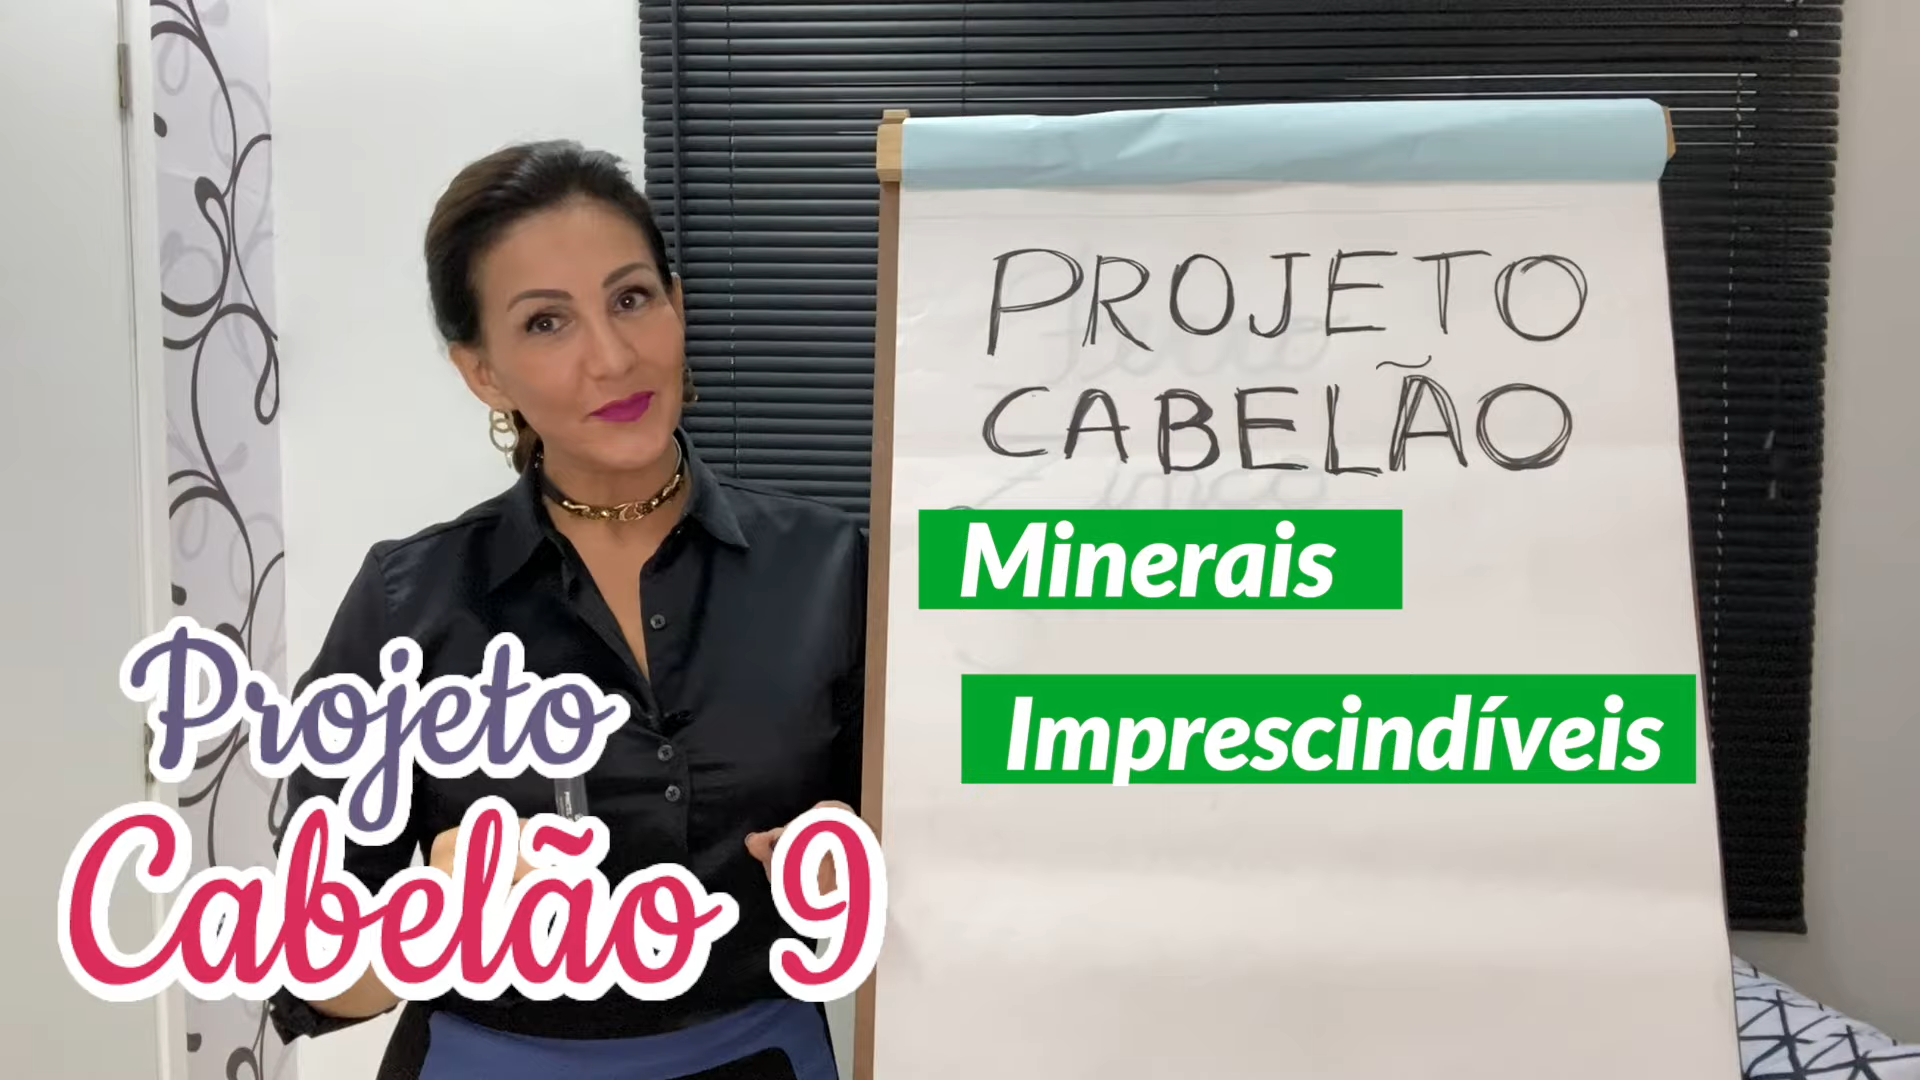 PROJETO
CABELÃO
Minerais
Imprescindíveis
Projeto
Cabelão 9